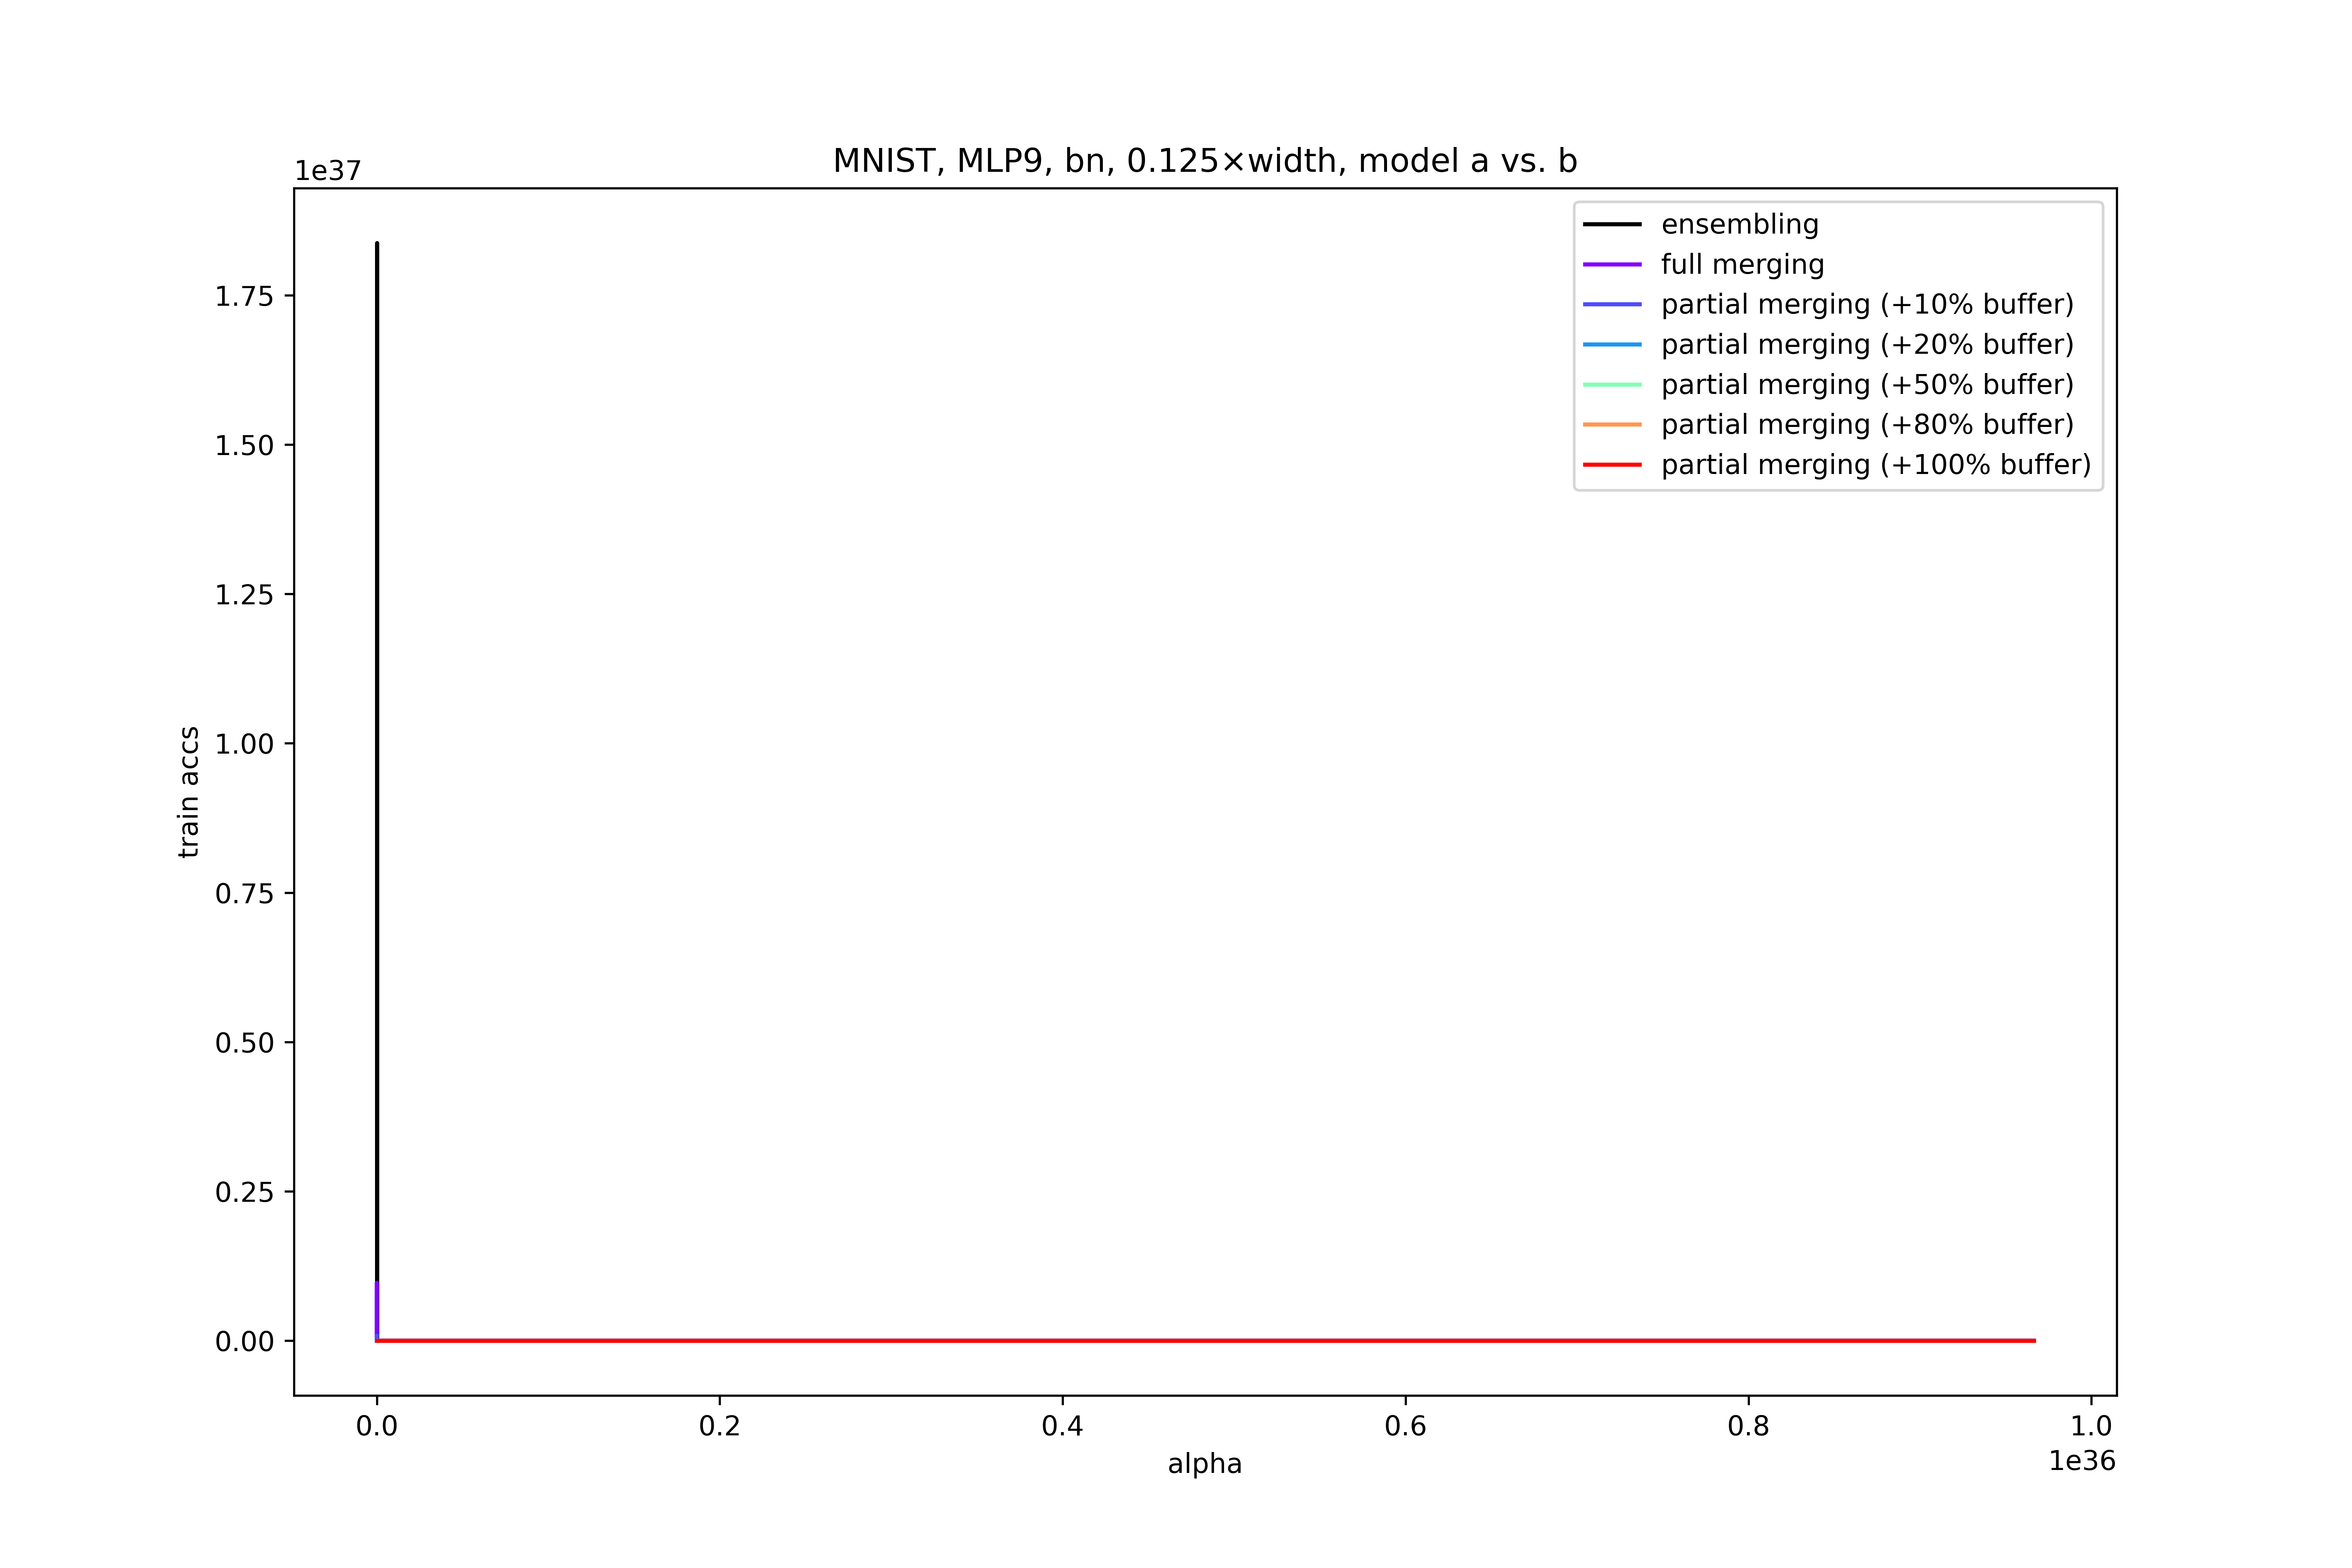 MNIST, MLP9, bn, 0.125×width, model a vs. b
1e37
ensembling
full merging
partial merging (+10% buffer)
partial merging (+20% buffer)
partial merging (+50% buffer)
partial merging (+80% buffer)
partial merging (+100% buffer)
1.75
1.50
1.25
1.00
0.75
0.50
0.25
0.00
train accs
0.0 0.2 0.4 0.6 0.8 1.0
1e36
alpha